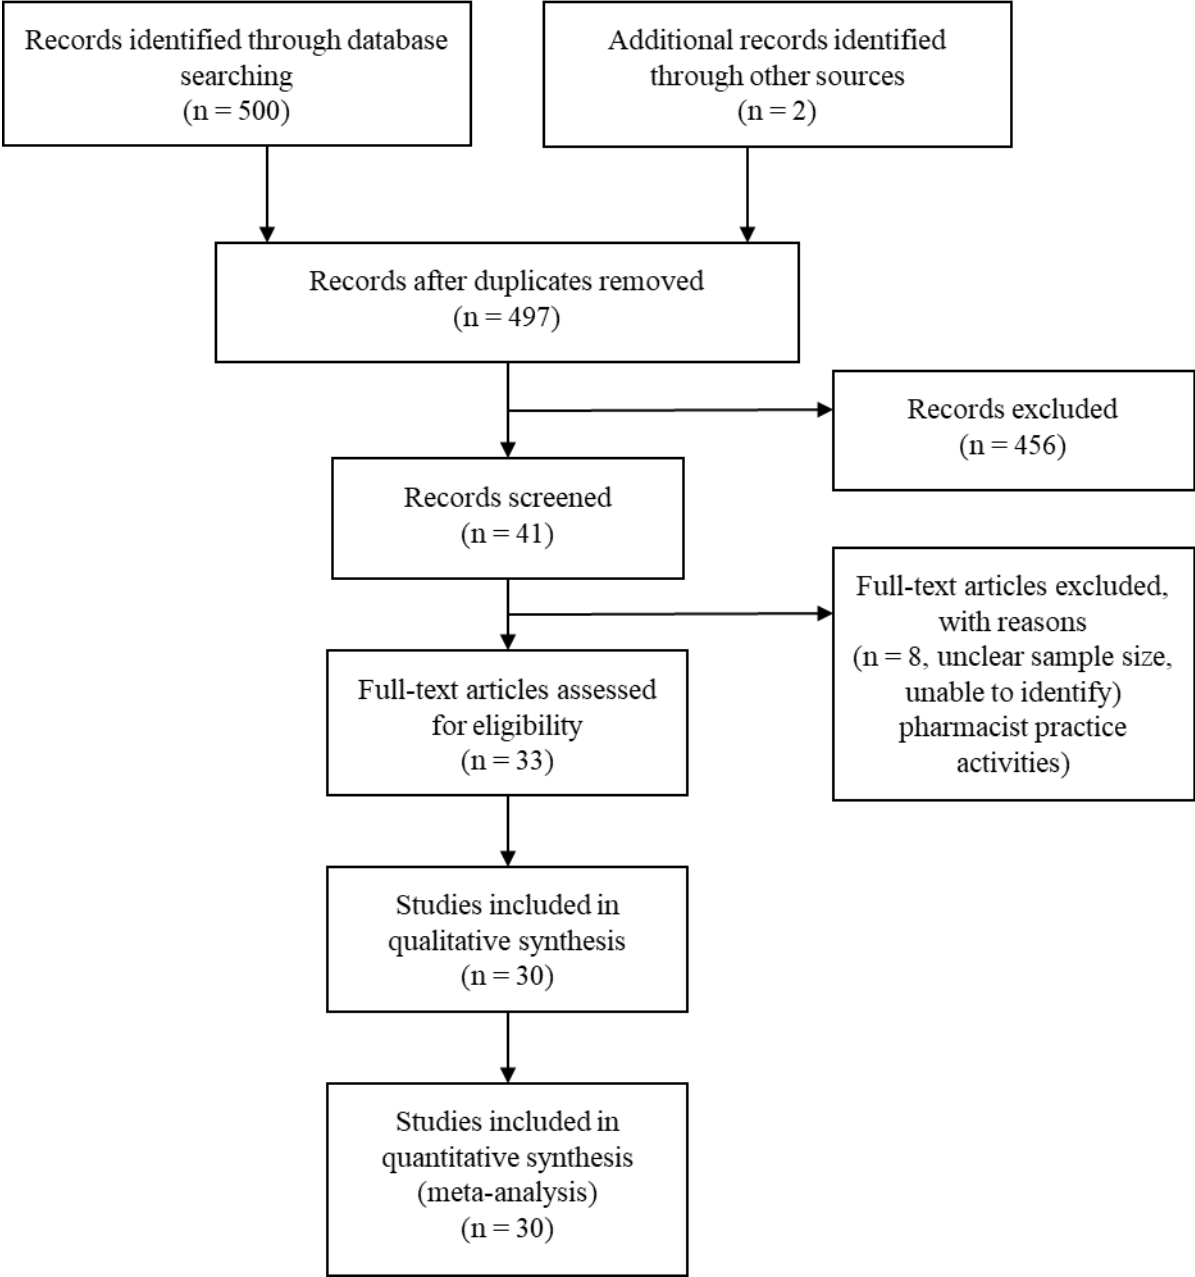 Records identified through database
searching
(n = 500)
Additional records identified
through other sources
(n = 2)
Records after duplicates removed
(n = 497)
Records excluded
(n = 456)
Records screened
(n = 41)
Full-text articles excluded,
with reasons
(n = 8, unclear sample size,
unable to identify)
pharmacist practice
activities)
Full-text articles assessed
for eligibility
(n = 33)
Studies included in
qualitative synthesis
(n = 30)
Studies included in
quantitative synthesis
(meta-analysis)
(n = 30)